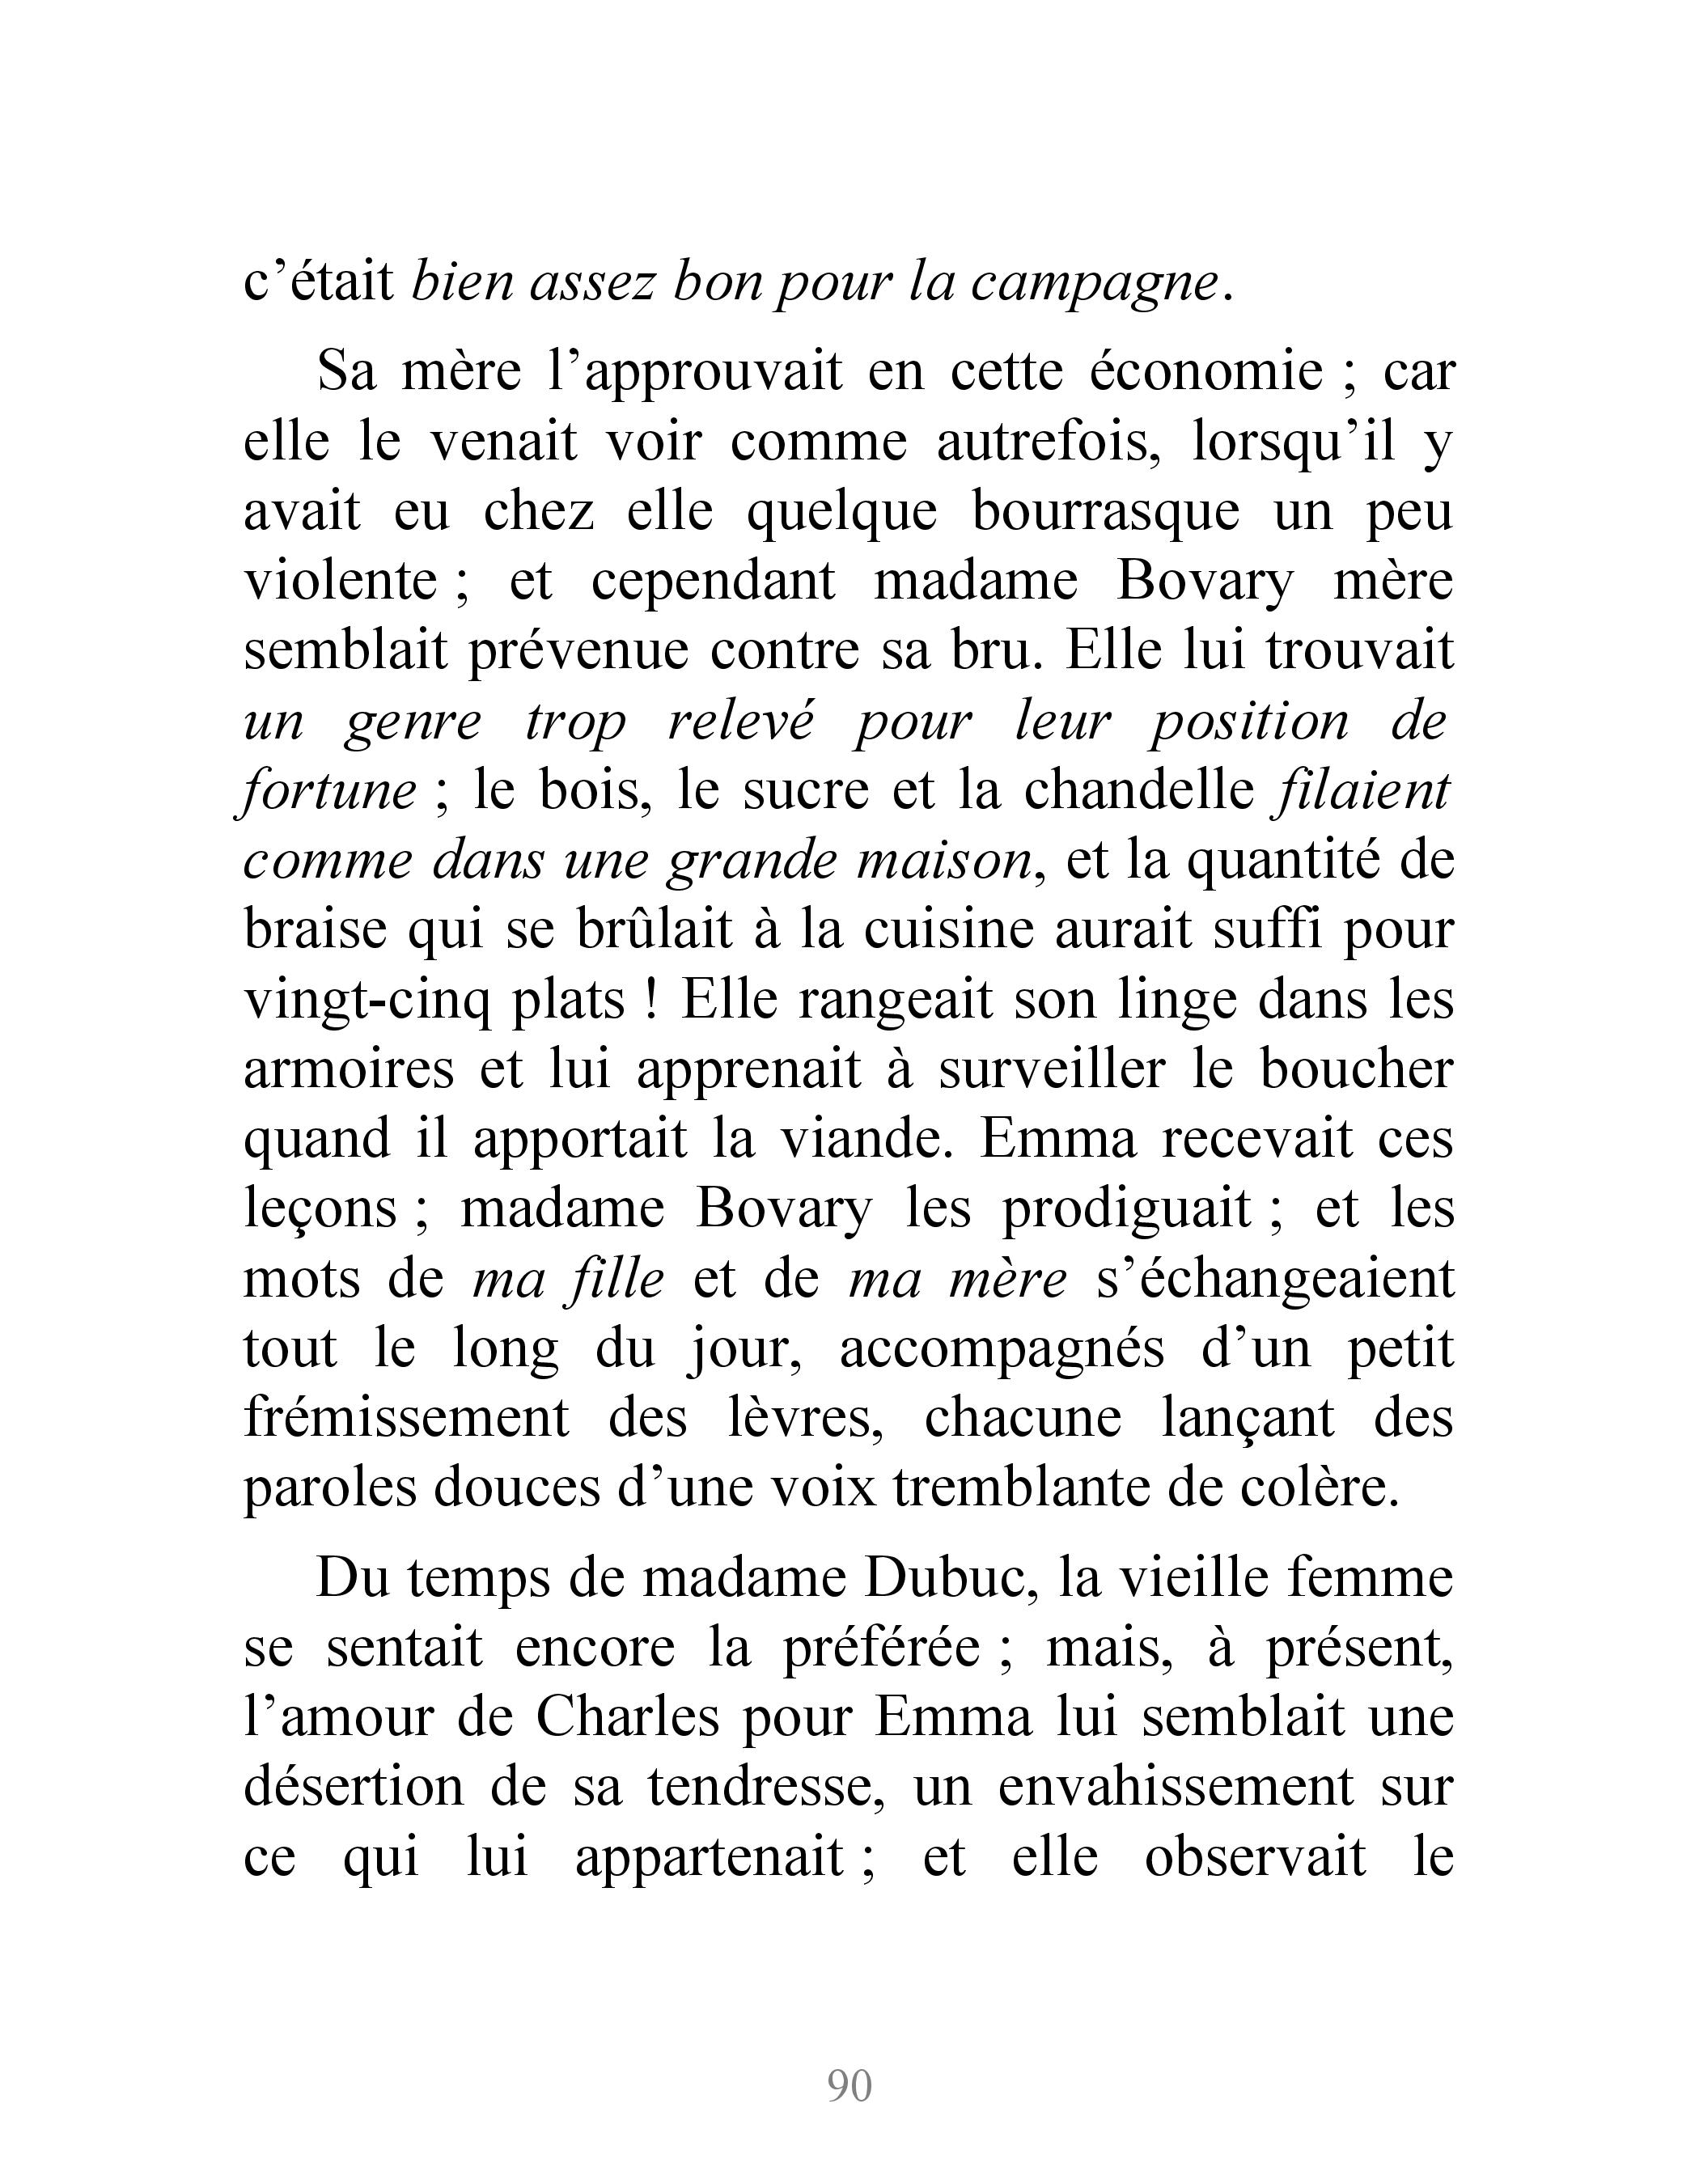 c’était bien assez bon pour la campagne.
Sa mère l’approuvait en cette économie ; car
elle le venait voir comme autrefois, lorsqu’il y
avait eu chez elle quelque bourrasque un peu
violente ; et cependant madame Bovary mère
semblait prévenue contre sa bru. Elle lui trouvait
un genre trop relevé pour leur position de
fortune ; le bois, le sucre et la chandelle filaient
comme dans une grande maison, et la quantité de
braise qui se brûlait à la cuisine aurait suffi pour
vingt-cinq plats ! Elle rangeait son linge dans les
armoires et lui apprenait à surveiller le boucher
quand il apportait la viande. Emma recevait ces
leçons ; madame Bovary les prodiguait ; et les
mots de ma fille et de ma mère s’échangeaient
tout le long du jour, accompagnés d’un petit
frémissement des lèvres, chacune lançant des
paroles douces d’une voix tremblante de colère.
Du temps de madame Dubuc, la vieille femme
se sentait encore la préférée ; mais, à présent,
l’amour de Charles pour Emma lui semblait une
désertion de sa tendresse, un envahissement sur
ce qui lui appartenait ; et elle observait le
90